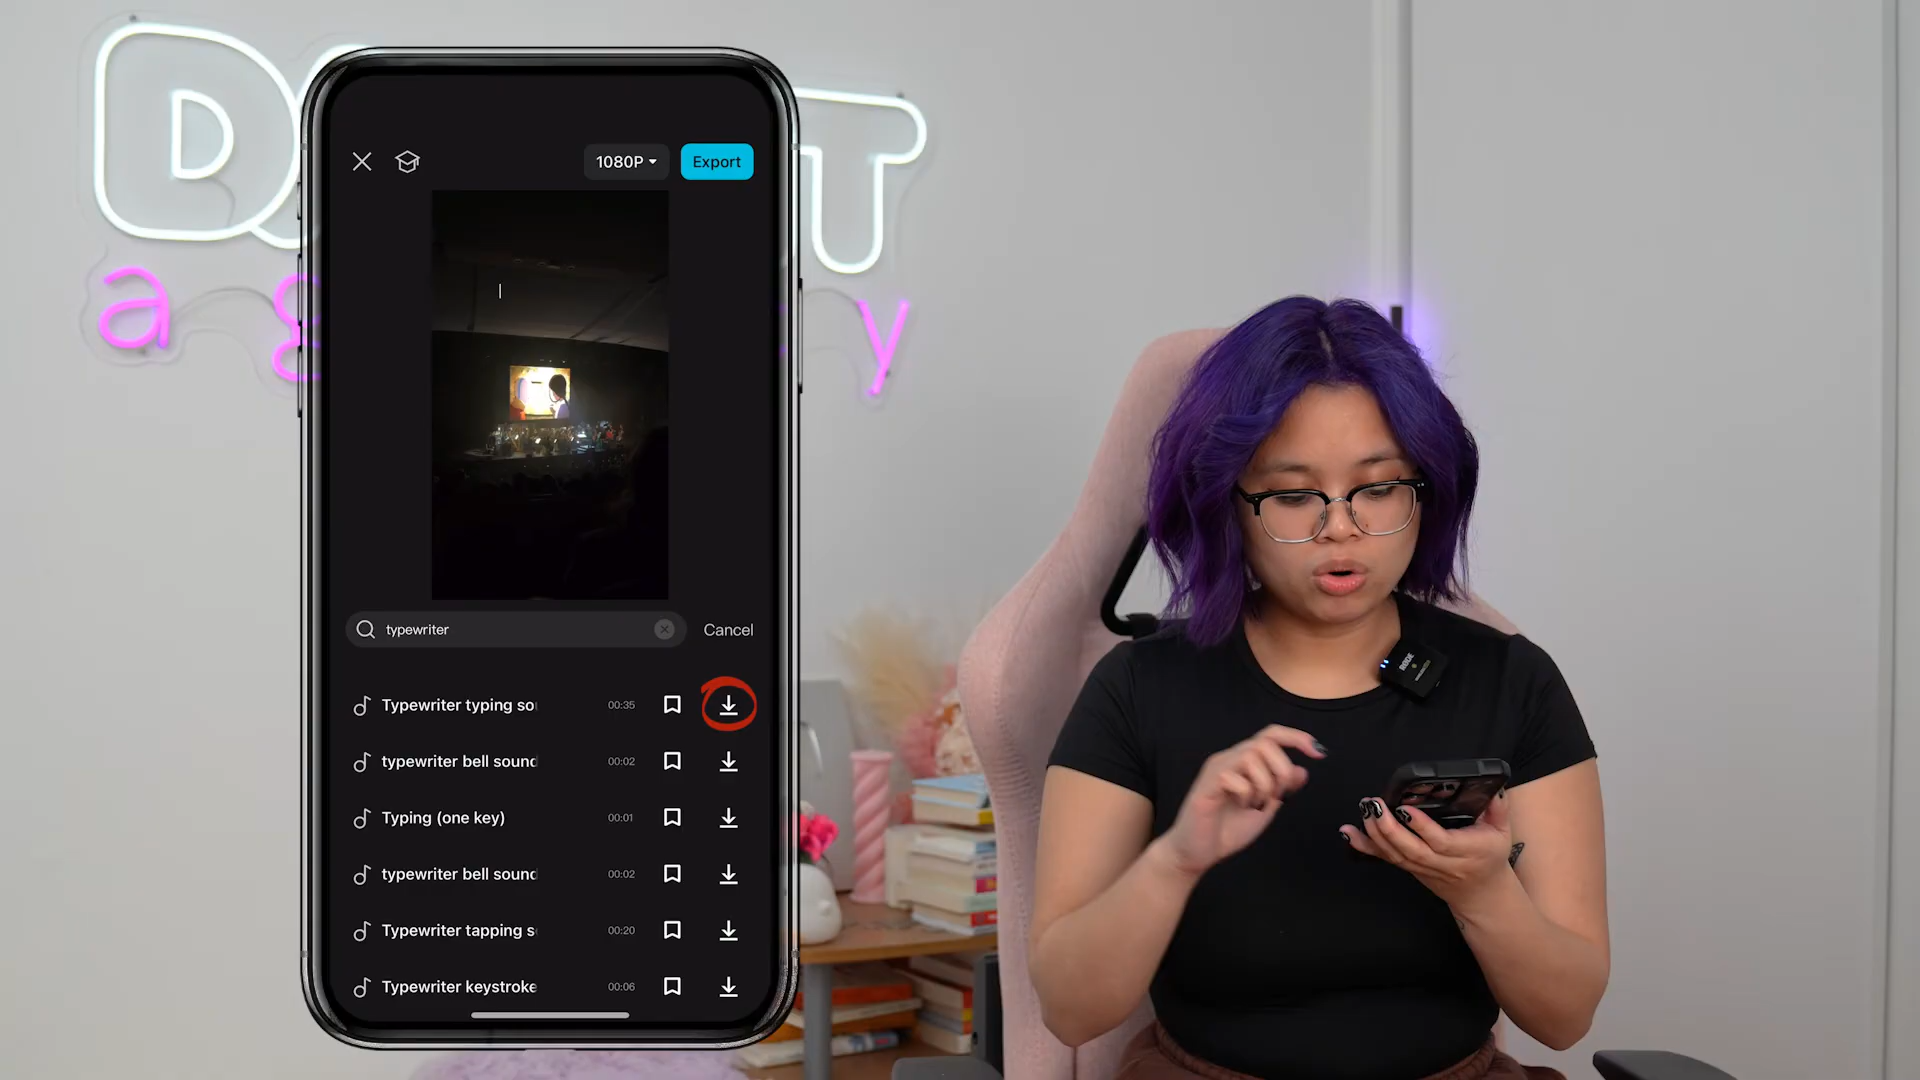 1080P
Export
typewriter
Cancel
Typewriter typing so
00:35
typewriter bell sound
00:02
Typing (one key)
00:01
typewriter bell sound
00:02
Typewriter tapping s
00:20
Typewriter keystroke
00:06
D
T
a g
y
RØDE